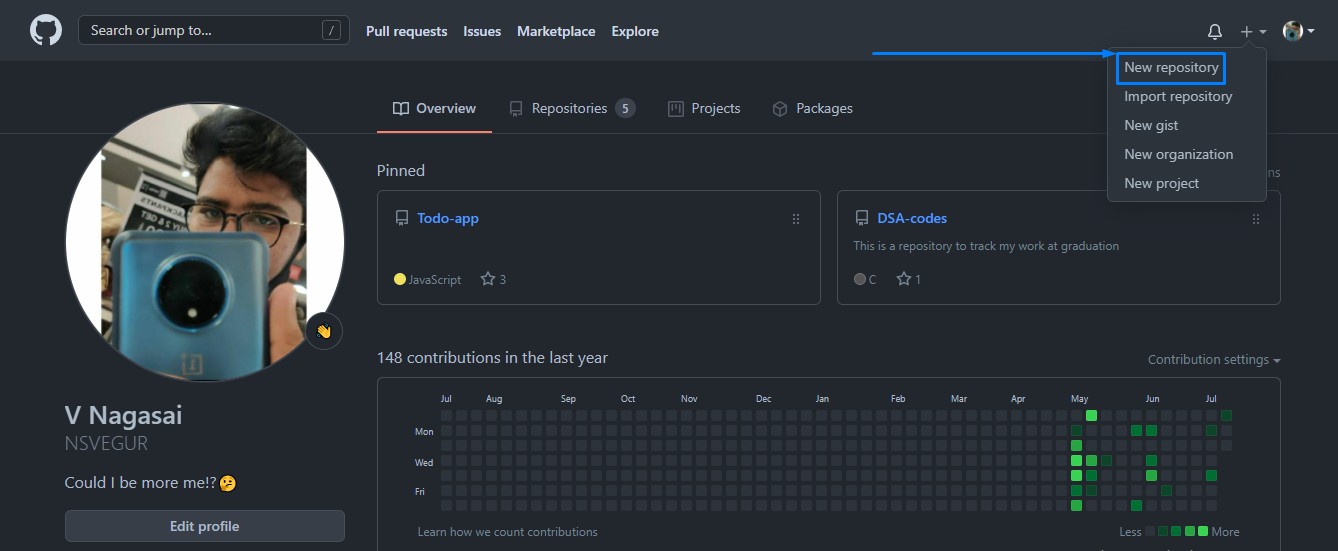 Search or jump to... /
Pull requests Issues Marketplace Explore
New repository
Import repository
New gist
New organization
New project
Overview
Repositories 5
Projects
Packages
V Nagasai
NSVEGUR
Could I be more me!?🤔
Edit profile
Pinned
Todo-app
JavaScript 3
DSA-codes
This is a repository to track my work at graduation
C 1
148 contributions in the last year
Contribution settings
Jul Aug Sep Oct Nov Dec Jan Feb Mar Apr May Jun Jul
Mon
Wed
Fri
Learn how we count contributions
Less More